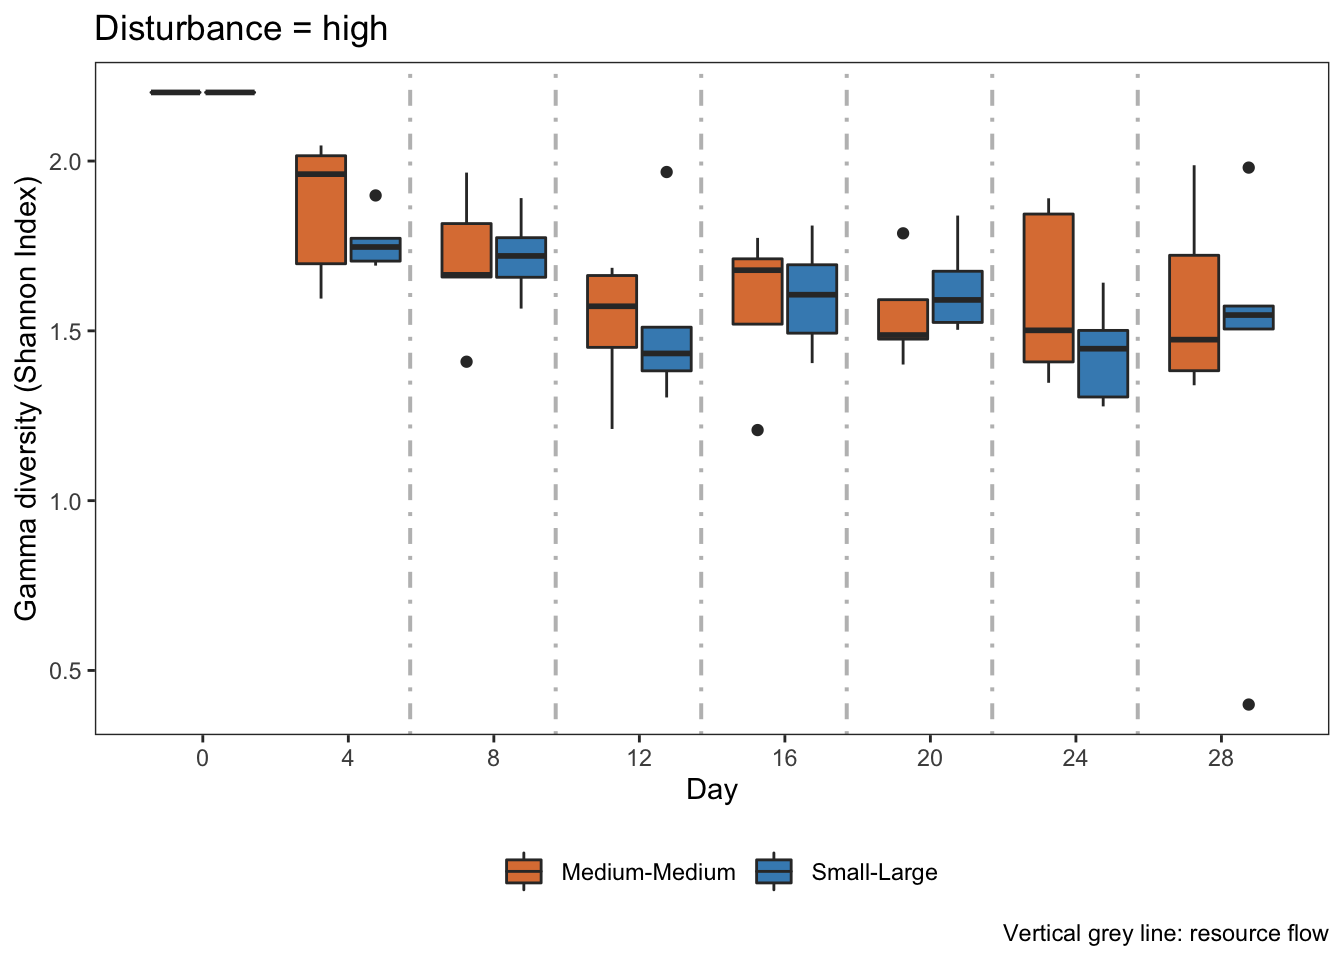 Disturbance = high
Gamma diversity (Shannon Index)
2.0
1.5
1.0
0.5
0 4 8 12 16 20 24 28
Day
Medium-Medium Small-Large
Vertical grey line: resource flow